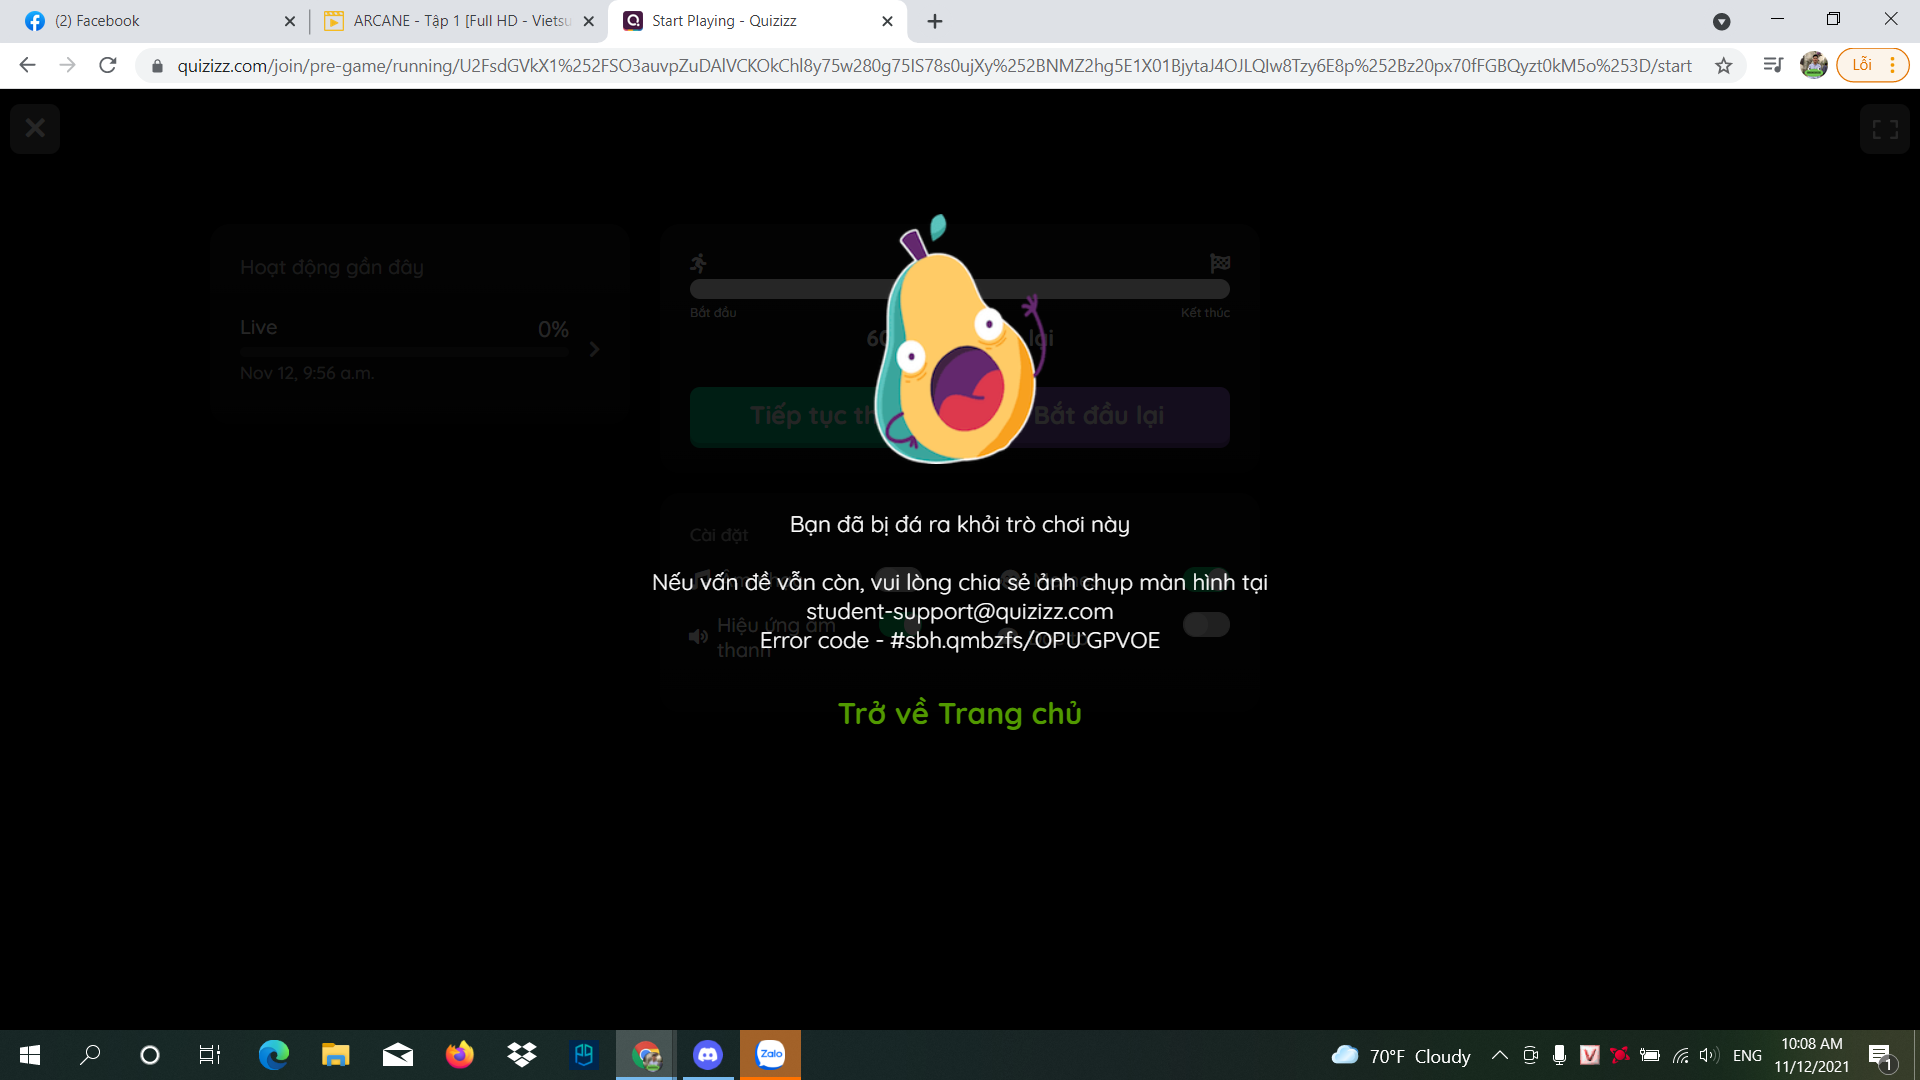 (2) Facebook
ARCANE - Tập 1 [Full HD - Vietsu
Start Playing - Quizizz
quizizz.com/join/pre-game/running/U2FsdGVkX1%252FSO3auvpZuDAlVCKOkChl8y75w280g75IS78s0ujXy%252BNMZ2hg5E1X01BjytaJ4OJLQIw8Tzy6E8p%252Bz20px70fFGBQyzt0kM5o%253D/start
Lỗi
Hoạt động gần đây
Live
0%
Nov 12, 9:56 a.m.
Bắt đầu
Kết thúc
60
lại
Tiếp tục th
Bắt đầu lại
Bạn đã bị đá ra khỏi trò chơi này
Cài đặt
Nếu vấn đề vẫn còn, vui lòng chia sẻ ảnh chụp màn hình tại
student-support@quizizz.com
Hiệu ứng âm
thanh
Error code - #sbh.qmbzfs/OPU`GPVOE
Trở về Trang chủ
Zalo
70°F Cloudy
ENG
10:08 AM
11/12/2021
1